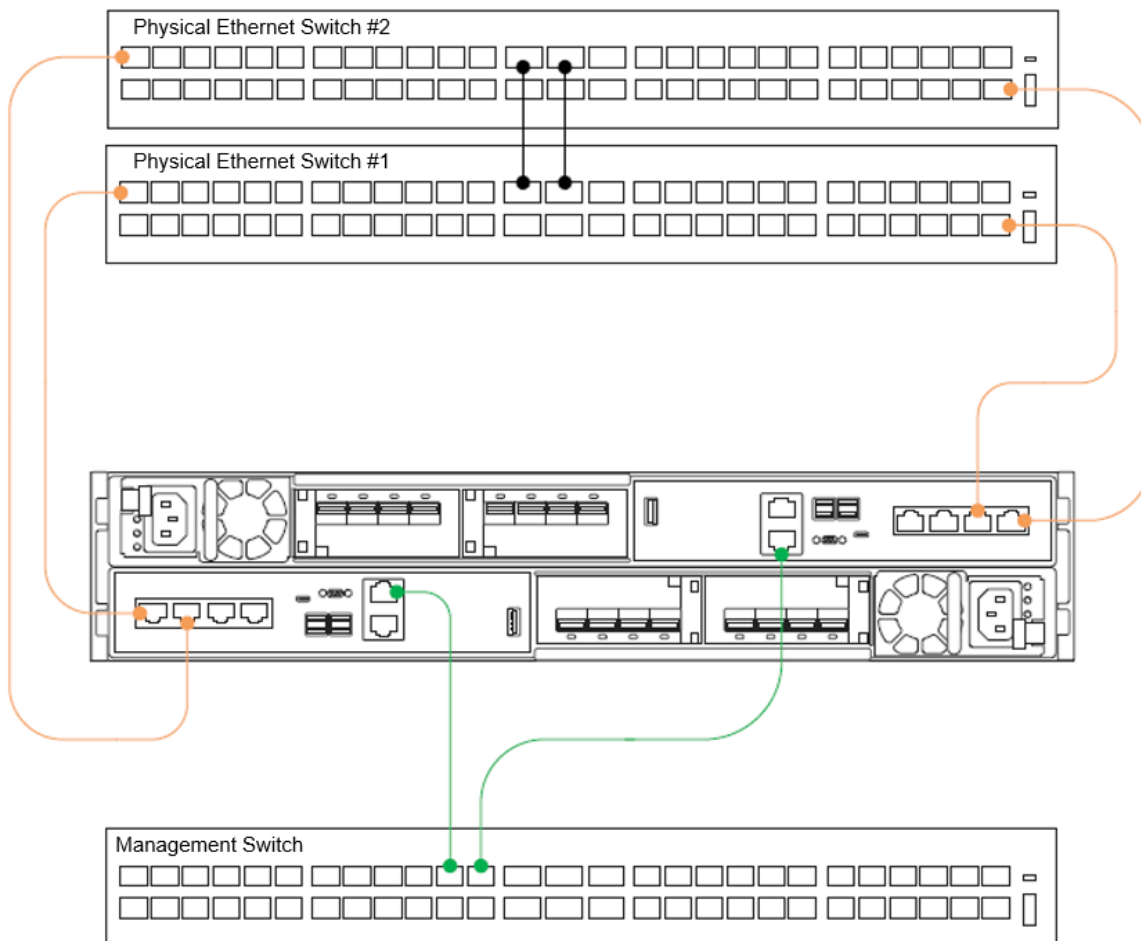 Physical Ethernet Switch #2
Physical Ethernet Switch #1
Management Switch